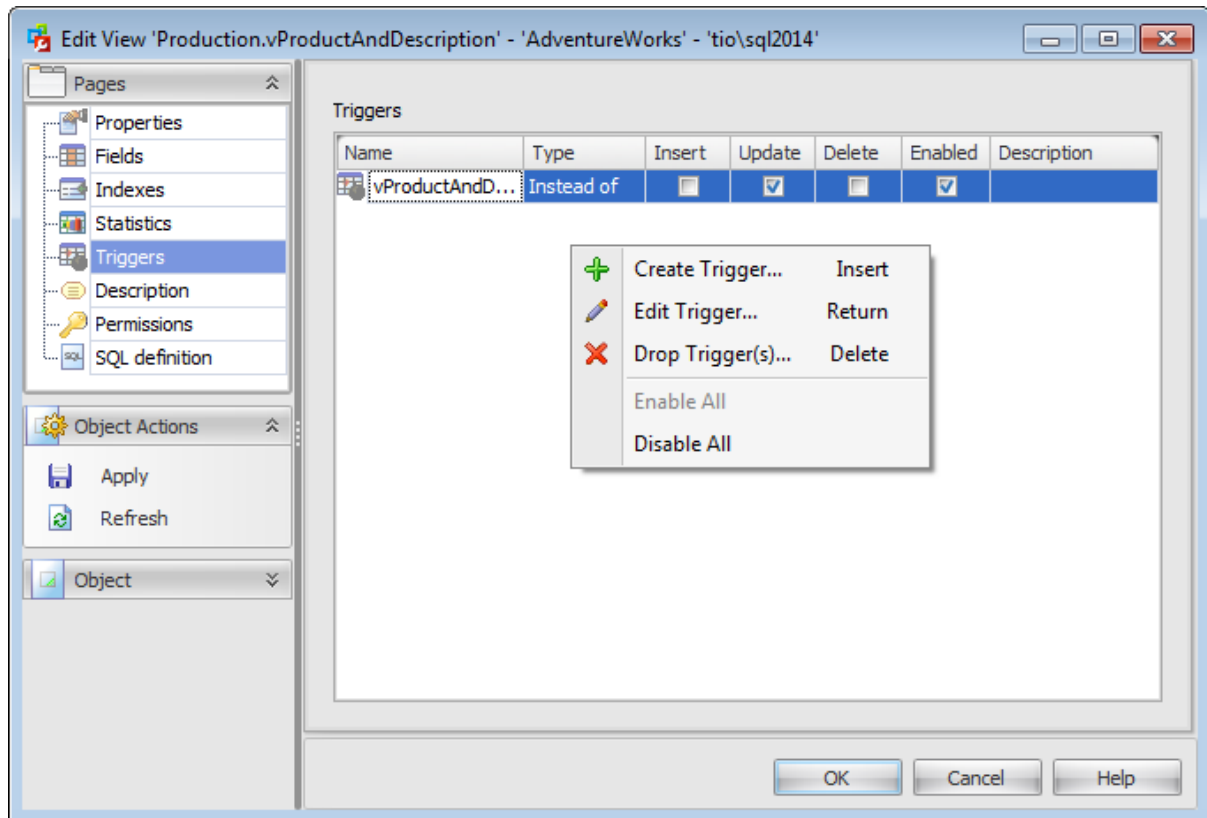 Edit View 'Production.vProductAndDescription' - 'AdventureWorks' - 'tio\sql2014'
Pages
Properties
Fields
Indexes
Statistics
Triggers
Description
Permissions
SQL definition
Object Actions
Apply
Refresh
Object
Triggers
Name Type Insert Update Delete Enabled Description
vProductAndD... Instead of
Create Trigger... Insert
Edit Trigger... Return
Drop Trigger(s)... Delete
Enable All
Disable All
OK Cancel Help